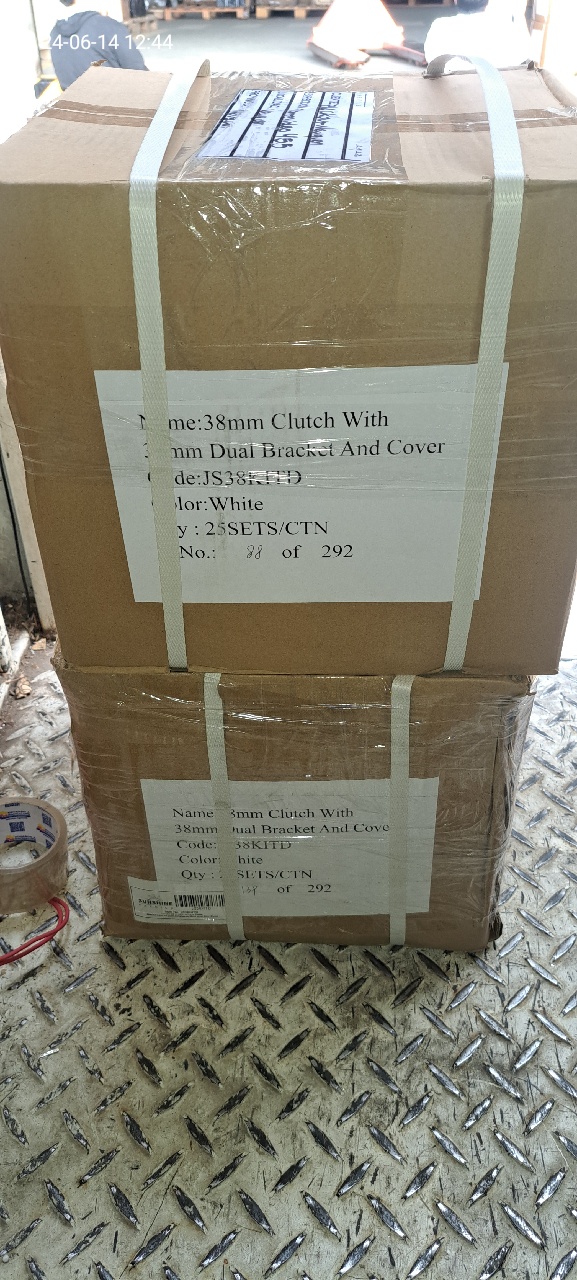 24-06-14 12:44
Name:38mm Clutch With
mm Dual Bracket And Cover
de:JS38KITD
lor:White
y : 25SETS/CTN
No.: 88 of 292
Name 8mm Clutch With
38mm Dual Bracket And Cove
Code: 38KITD
Color: hite
Qty : SETS/CTN
of 292